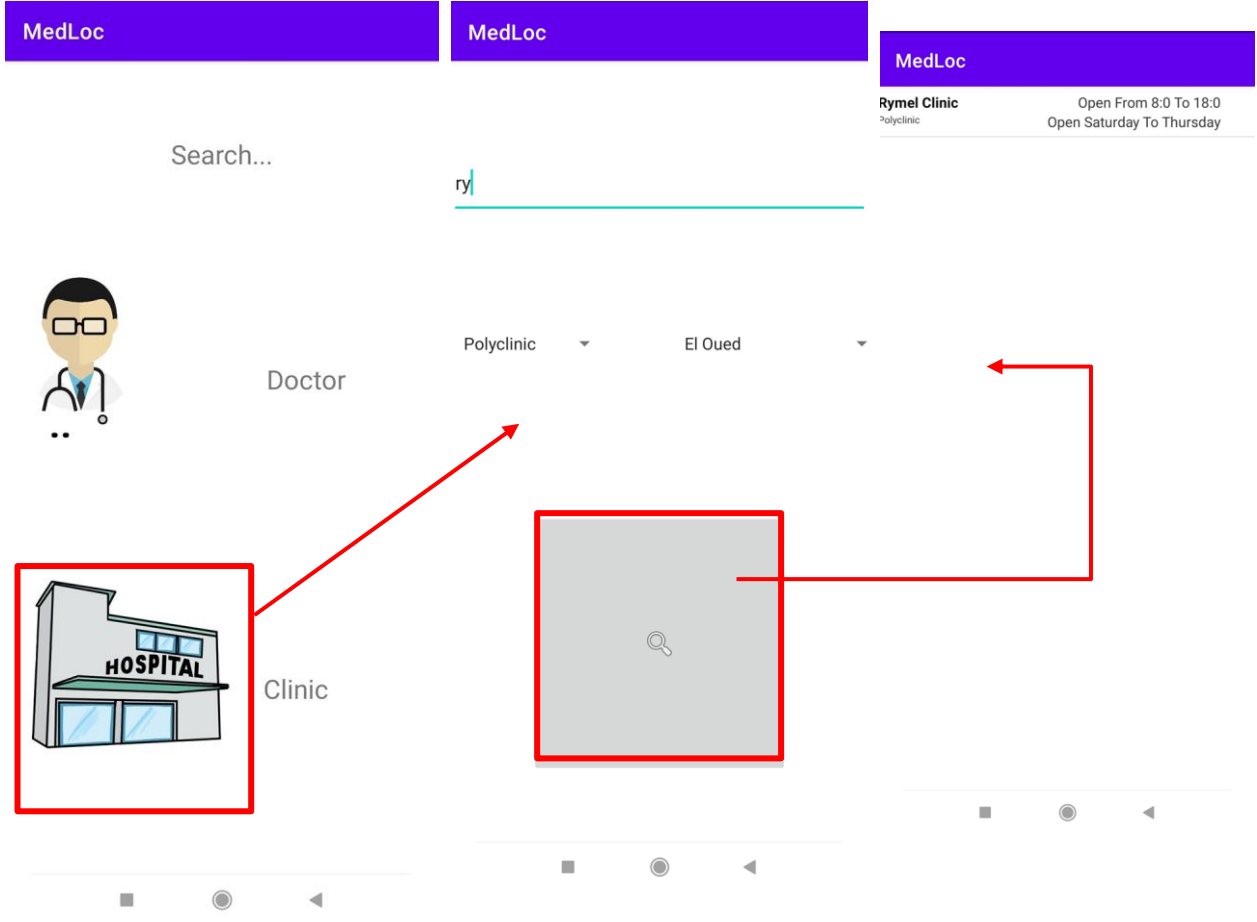 MedLoc
Search...
Doctor
HOSPITAL
Clinic
MedLoc
ry
Polyclinic
El Oued
MedLoc
Rymel Clinic
Open From 8:0 To 18:0
Polyclinic
Open Saturday To Thursday